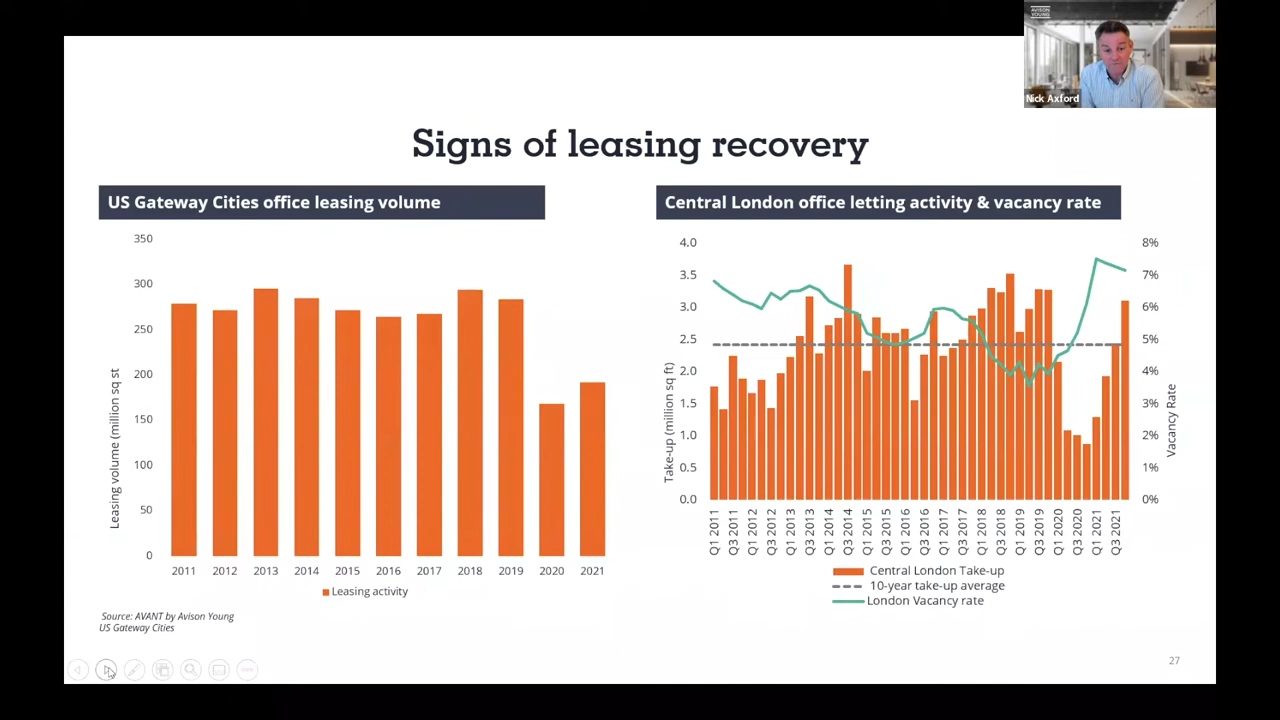 AVISON
YOUNG
Nick Axford
Signs of leasing recovery
US Gateway Cities office leasing volume
350
300
250
200
150
100
50
0
Leasing volume (million sq st
2011 2012 2013 2014 2015 2016 2017 2018 2019 2020 2021
Leasing activity
Source: AVANT by Avison Young
US Gateway Cities
Central London office letting activity & vacancy rate
4.0
3.5
3.0
2.5
2.0
1.5
1.0
0.5
0.0
Take-up (million sq ft)
8%
7%
6%
5%
4%
3%
2%
1%
0%
Vacancy Rate
Q1 2011
Q3 2011
Q1 2012
Q3 2012
Q1 2013
Q3 2013
Q1 2014
Q3 2014
Q1 2015
Q3 2015
Q1 2016
Q3 2016
Q1 2017
Q3 2017
Q1 2018
Q3 2018
Q1 2019
Q3 2019
Q1 2020
Q3 2020
Q1 2021
Q3 2021
Central London Take-up
10-year take-up average
London Vacancy rate
27